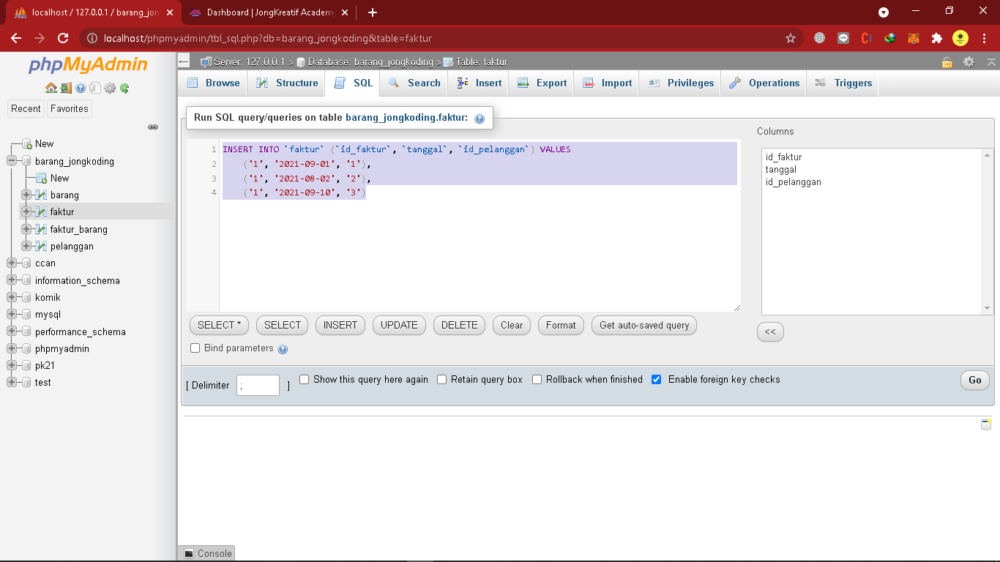 localhost / 127.0.0.1 / barang_jon
Dashboard | JongKreatif Academy
localhost/phpmyadmin/tbl_sql.php?db=barang_jongkoding&table=faktur
phpMyAdmin
Recent
Favorites
New
barang_jongkoding
New
barang
faktur
faktur_barang
pelanggan
ccan
information_schema
komik
mysql
performance_schema
phpmyadmin
pk21
test
Server: 127.0.0.1 » Database: barang_jongkoding » Table: faktur
Browse Structure SQL Search Insert Export Import Privileges Operations Triggers
Run SQL query/queries on table barang_jongkoding.faktur:
1 INSERT INTO `faktur` (`id_faktur`, `tanggal`, `id_pelanggan`) VALUES
2 ('1', '2021-09-01', '1'),
3 ('1', '2021-08-02', '2'),
4 ('1', '2021-09-10', '3')
Columns
id_faktur
tanggal
id_pelanggan
SELECT * SELECT INSERT UPDATE DELETE Clear Format Get auto-saved query
<<
Bind parameters
[ Delimiter ; ] Show this query here again Retain query box Rollback when finished Enable foreign key checks Go
Console